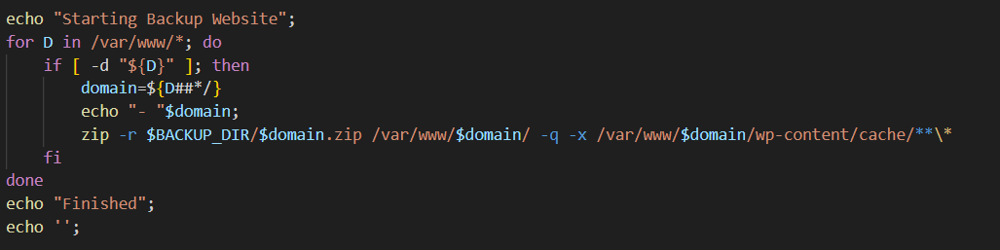 echo "Starting Backup Website";
for D in /var/www/*; do
    if [ -d "${D}" ]; then
        domain=${D##*/}
        echo "- "$domain;
        zip -r $BACKUP_DIR/$domain.zip /var/www/$domain/ -q -x /var/www/$domain/wp-content/cache/**\*
    fi
done
echo "Finished";
echo '';